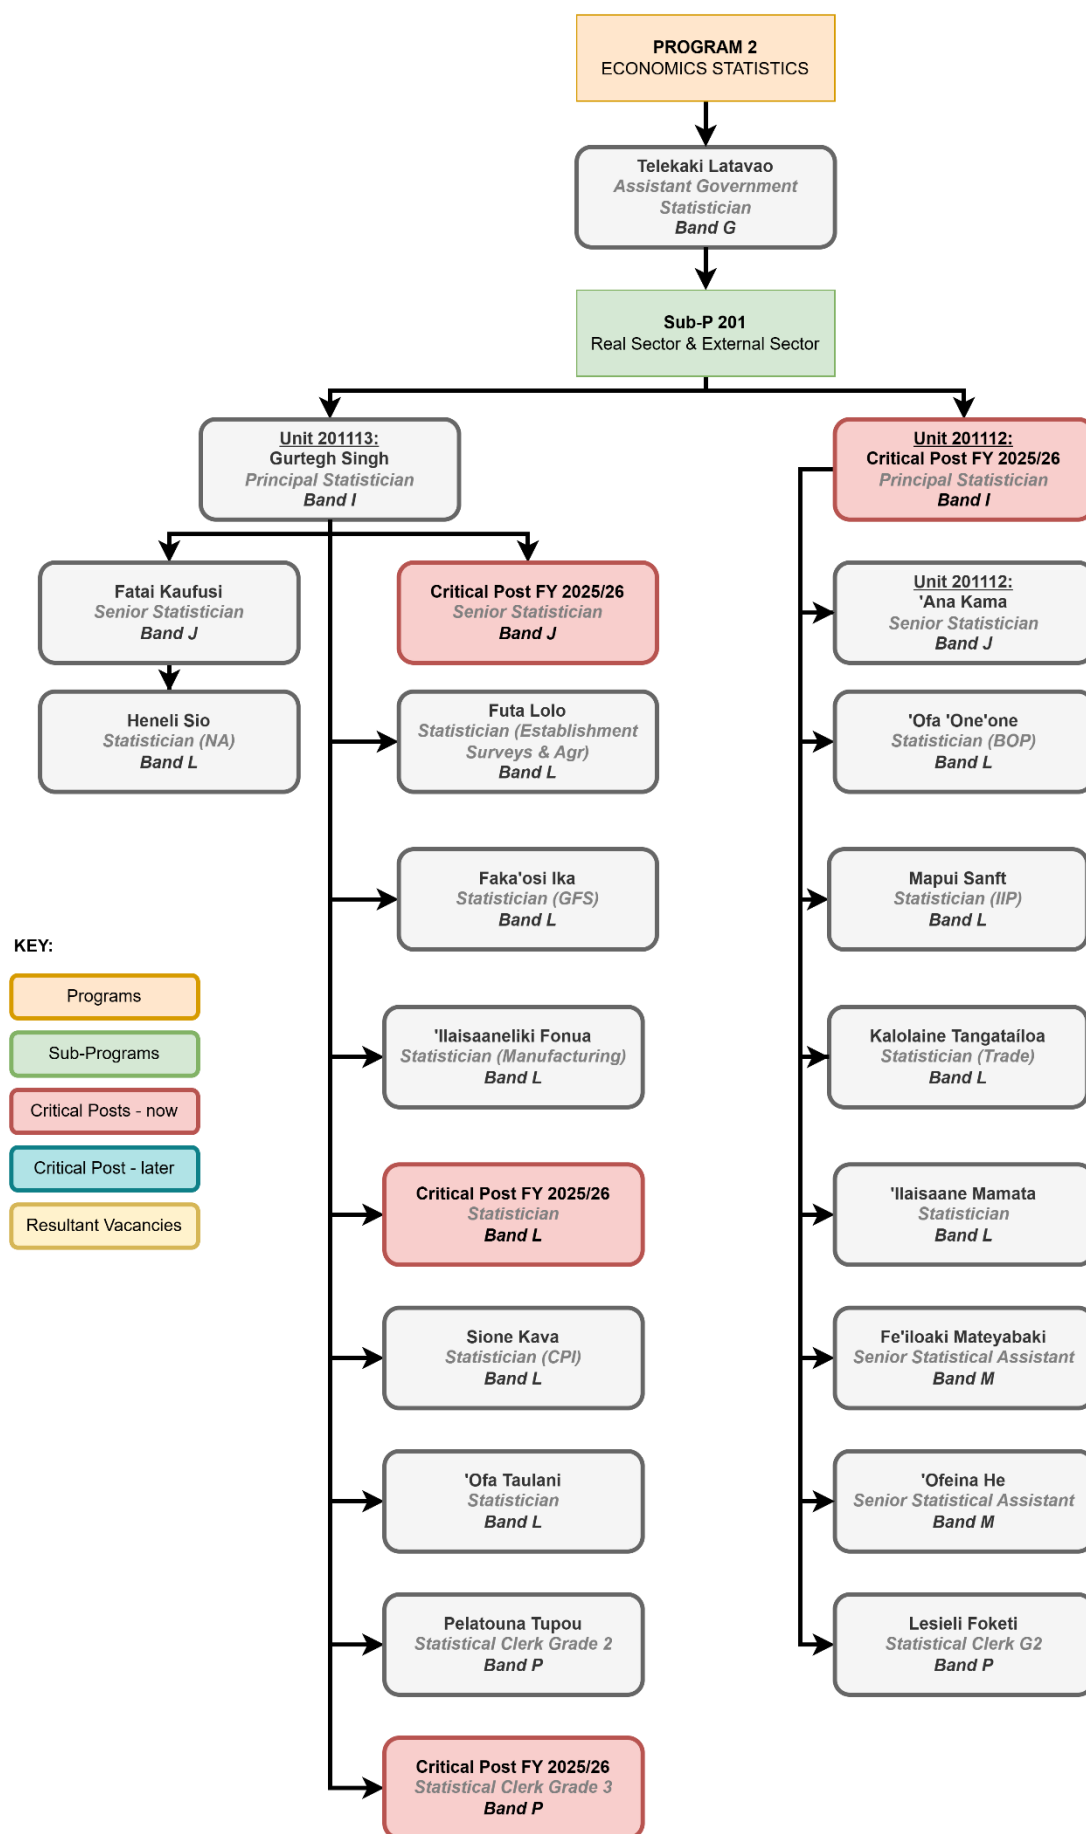 PROGRAM 2
ECONOMICS STATISTICS
Telekaki Latavao
Assistant Government
Statistician
Band G
Sub-P 201
Real Sector & External Sector
Unit 201113:
Gurtegh Singh
Principal Statistician
Band I
Unit 201112:
Critical Post FY 2025/26
Principal Statistician
Band I
Fatai Kaufusi
Senior Statistician
Band J
Critical Post FY 2025/26
Senior Statistician
Band J
Unit 201112:
'Ana Kama
Senior Statistician
Band J
Heneli Sio
Statistician (NA)
Band L
Futa Lolo
Statistician (Establishment
Surveys & Agr)
Band L
'Ofa 'One'one
Statistician (BOP)
Band L
Faka'osi Ika
Statistician (GFS)
Band L
Mapui Sanft
Statistician (IIP)
Band L
KEY:
Programs
Sub-Programs
Critical Posts - now
Critical Post - later
Resultant Vacancies
'Ilaisaaneliki Fonua
Statistician (Manufacturing)
Band L
Kalolaine Tangataíloa
Statistician (Trade)
Band L
Critical Post FY 2025/26
Statistician
Band L
'Ilaisaane Mamata
Statistician
Band L
Sione Kava
Statistician (CPI)
Band L
Fe'iloaki Mateyabaki
Senior Statistical Assistant
Band M
'Ofa Taulani
Statistician
Band L
'Ofeina He
Senior Statistical Assistant
Band M
Pelatouna Tupou
Statistical Clerk Grade 2
Band P
Lesieli Foketi
Statistical Clerk G2
Band P
Critical Post FY 2025/26
Statistical Clerk Grade 3
Band P